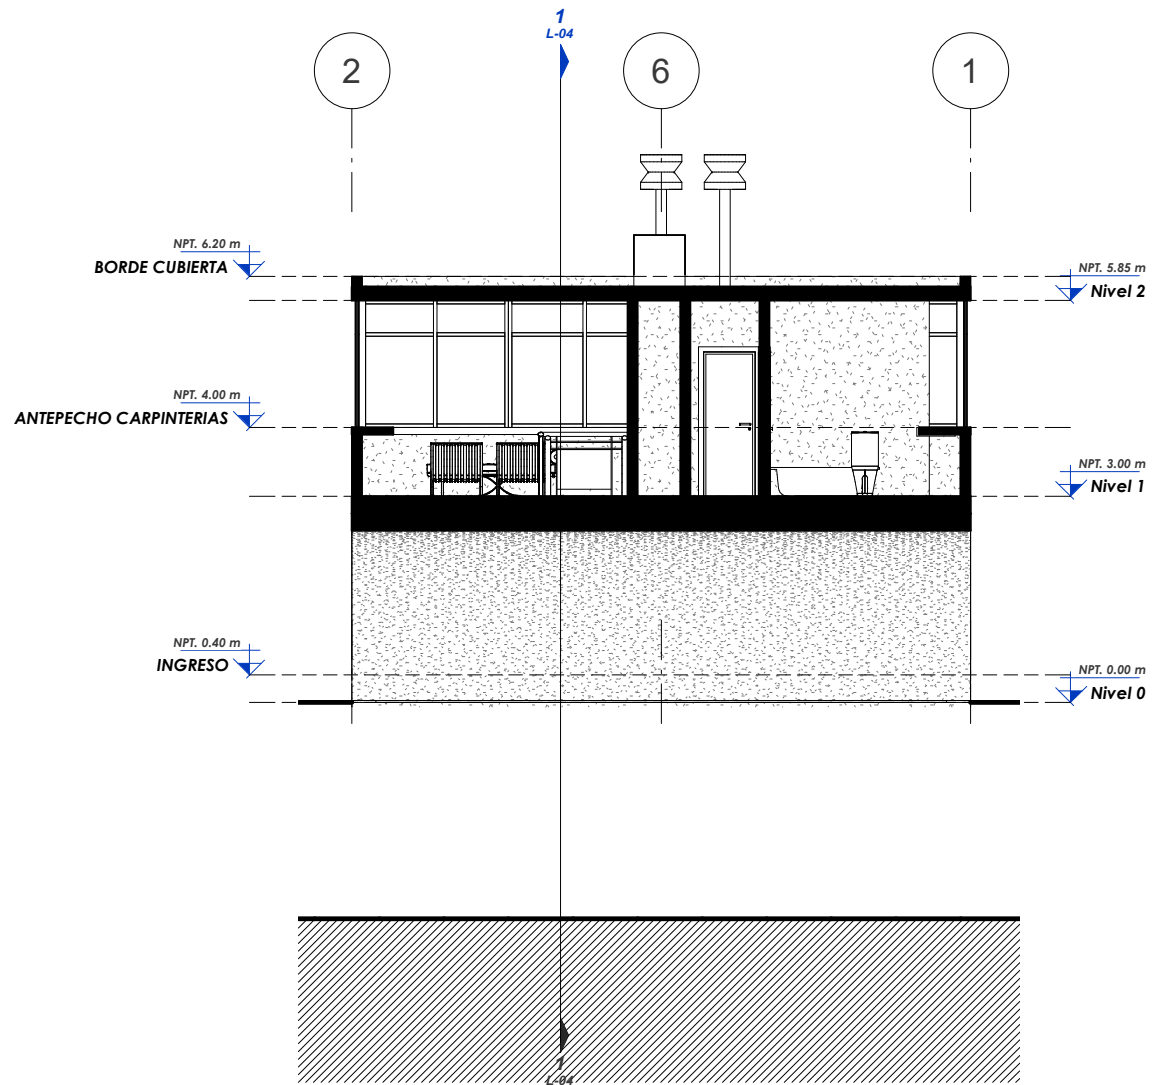 1
L-04
2
6
1
NPT. 6.20 m
BORDE CUBIERTA
NPT. 5.85 m
Nivel 2
NPT. 4.00 m
ANTEPECHO CARPINTERIAS
NPT. 3.00 m
Nivel 1
NPT. 0.40 m
INGRESO
NPT. 0.00 m
Nivel 0
1
L-04